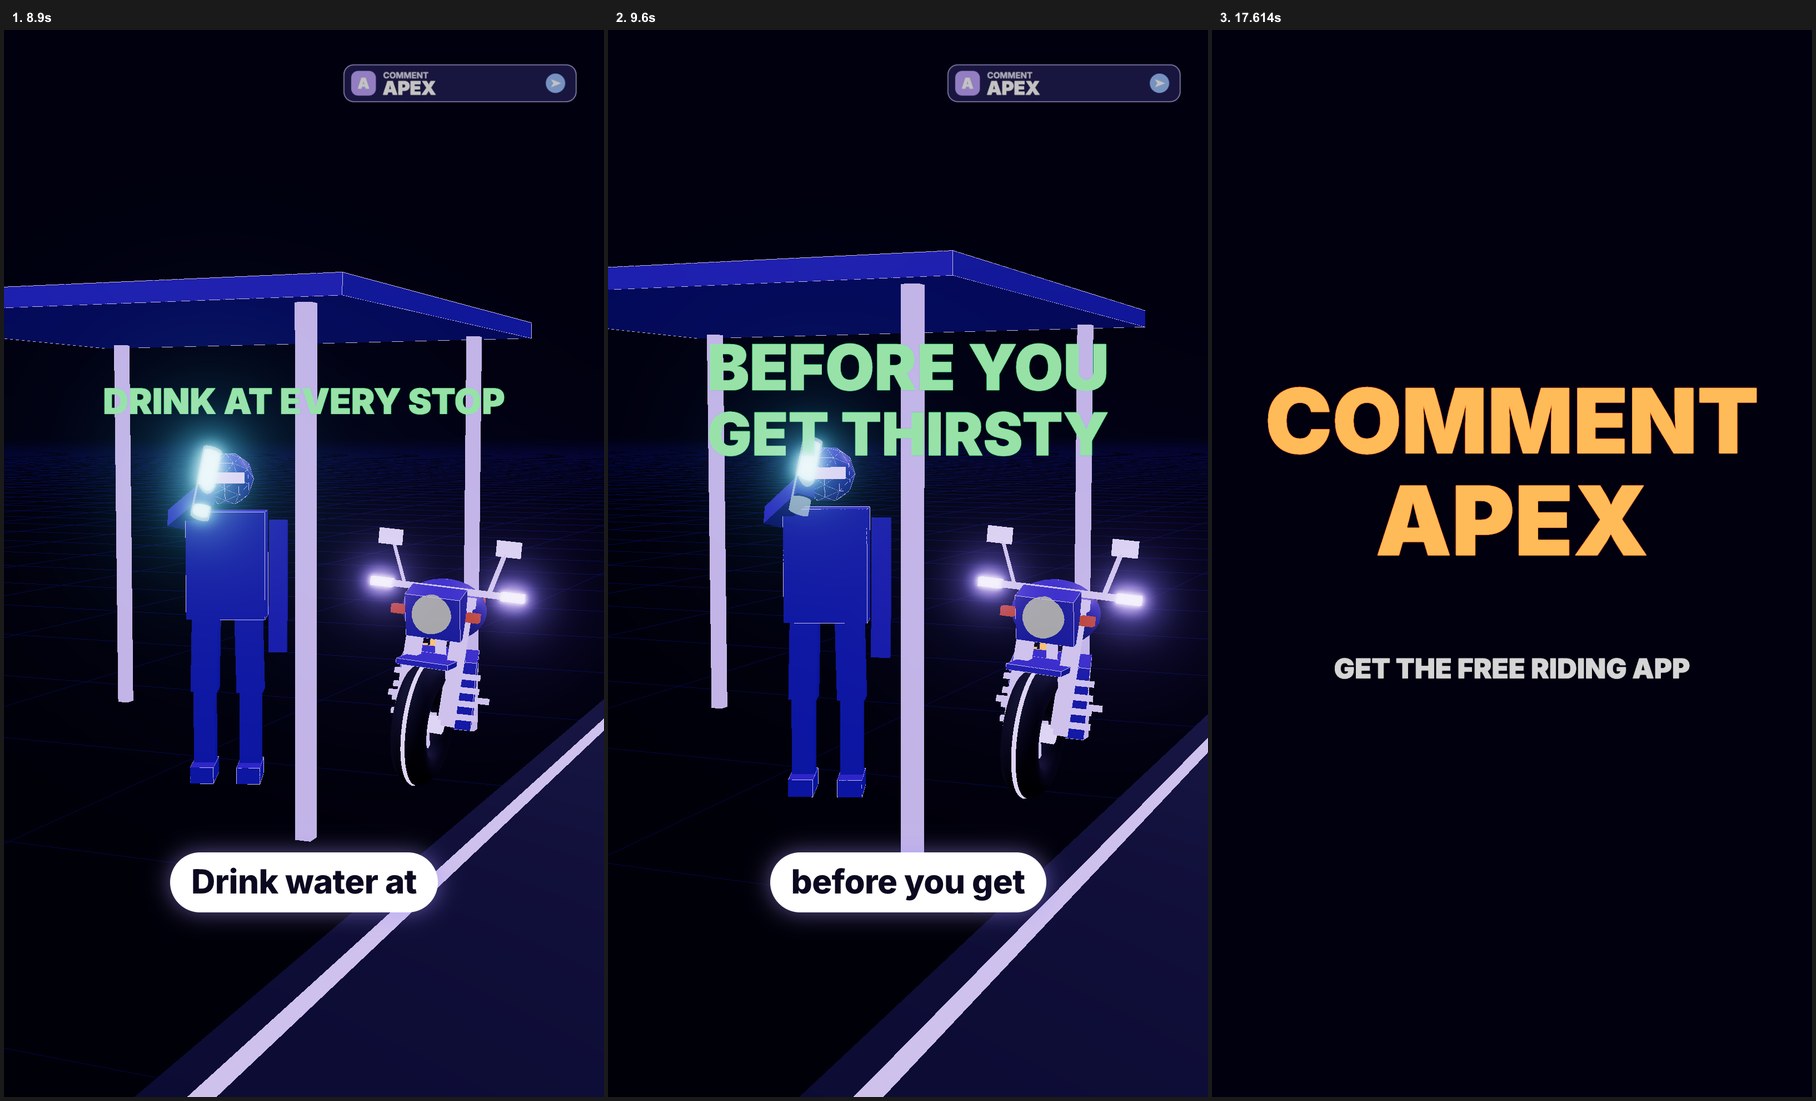 1. 8.9s
A
COMMENT
APEX
DRINK AT EVERY STOP
Drink water at
2. 9.6s
A
COMMENT
APEX
BEFORE YOU
GET THIRSTY
before you get
3. 17.614s
COMMENT
APEX
GET THE FREE RIDING APP